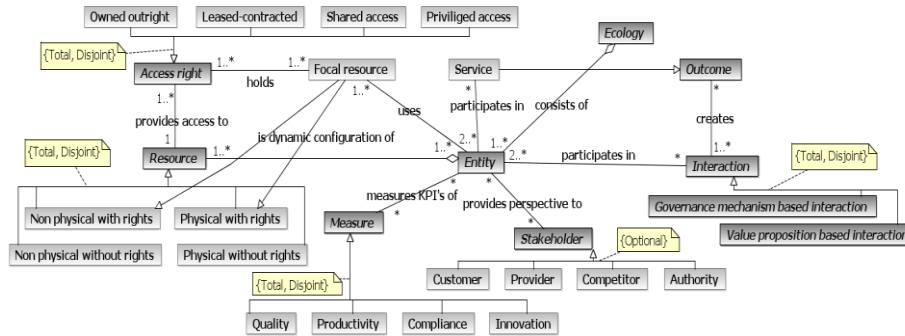 Owned outright
Leased-contracted
Shared access
Priviliged access
{Total, Disjoint}
Ecology
Access right
1..*
1..*
holds
Focal resource
Service
Outcome
1..*
1..*
*
*
uses
participates in
consists of
creates
provides access to
is dynamic configuration of
1
1..*
2..*
1..*
1..*
{Total, Disjoint}
Resource
1..*
Entity
2..*
participates in
*
Interaction
{Total, Disjoint}
*
*
measures KPI's of
provides perspective to
Non physical with rights
Physical with rights
*
*
Governance mechanism based interaction
Measure
Stakeholder
{Optional}
Value proposition based interaction
Non physical without rights
Physical without rights
{Total, Disjoint}
Customer
Provider
Competitor
Authority
Quality
Productivity
Compliance
Innovation